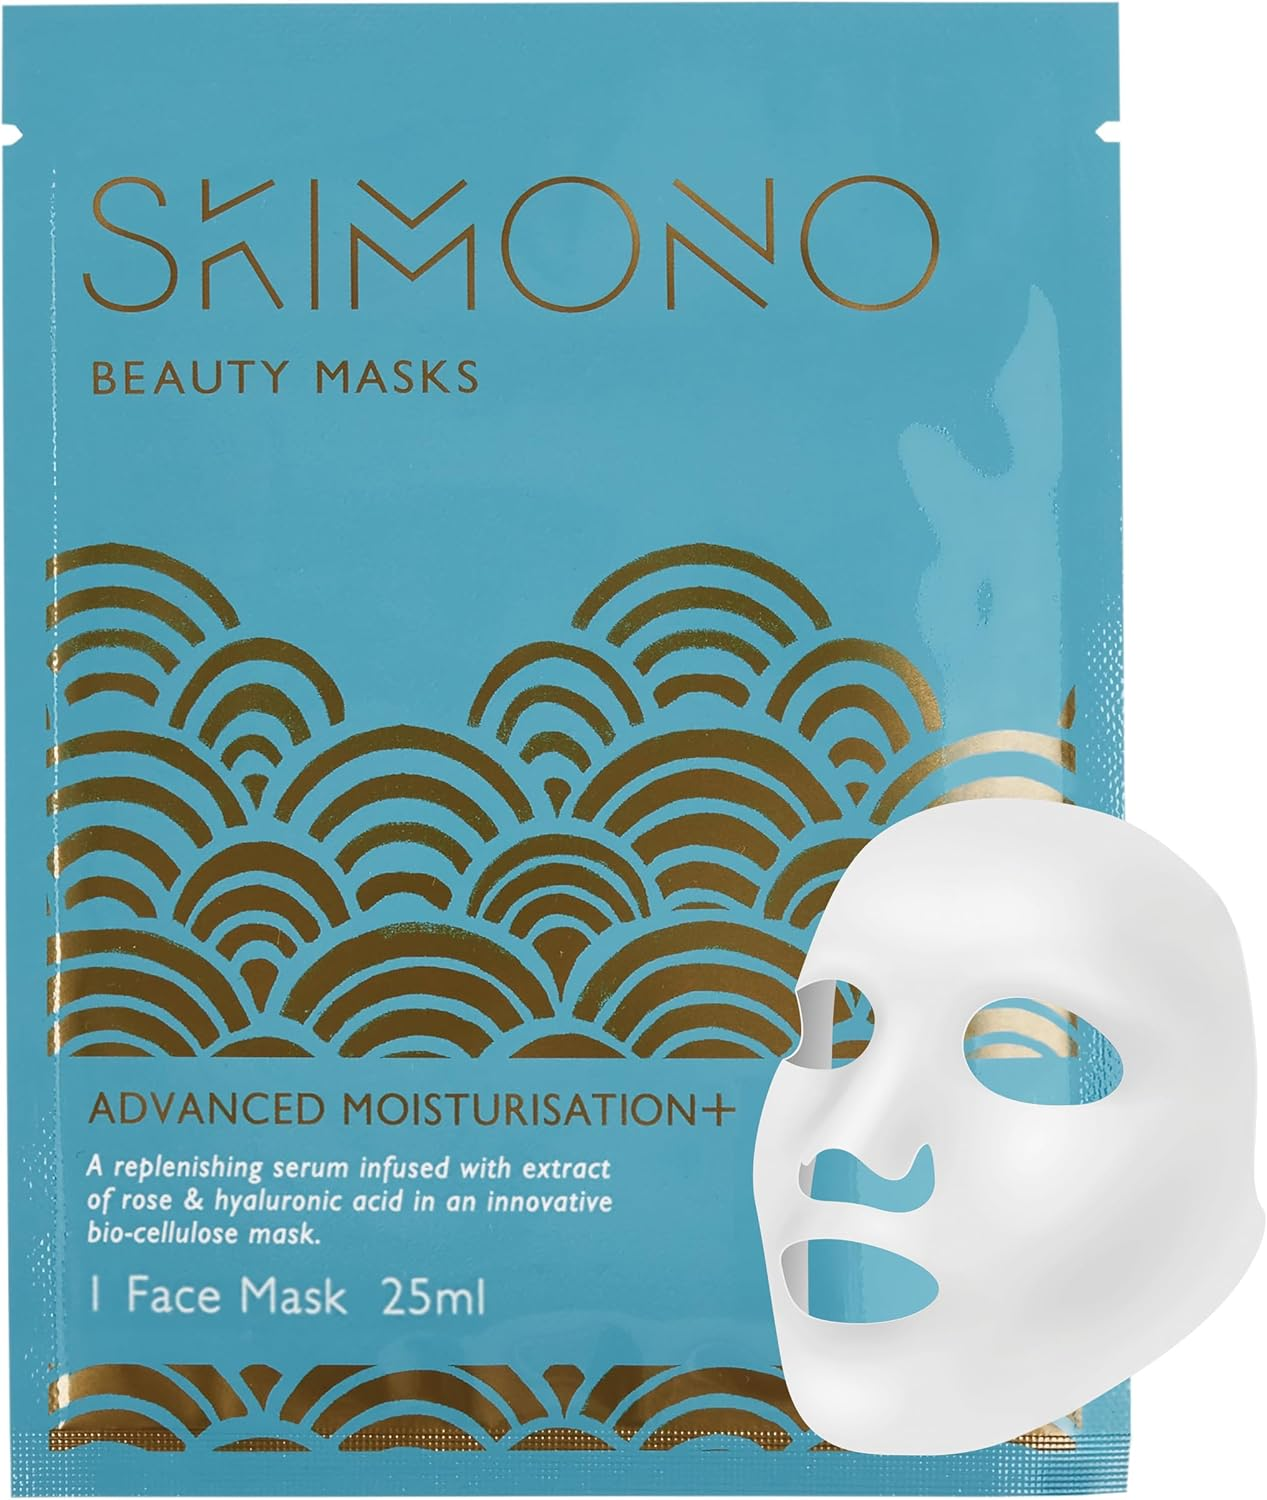 SKIMONO
BEAUTY MASKS
ADVANCED MOISTURISATION+
A replenishing serum infused with extract
of rose & hyaluronic acid in an innovative
bio-cellulose mask.
1 Face Mask 25ml